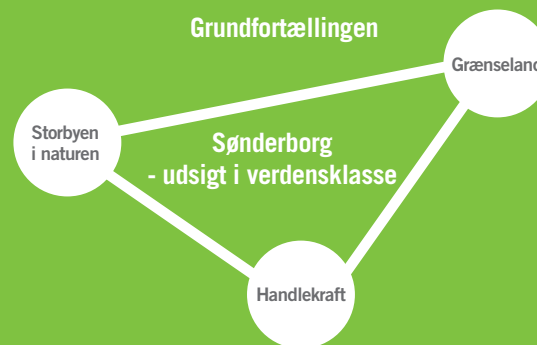 Grundfortællingen
Grænseland
Storbyen
i naturen
Sønderborg
- udsigt i verdensklasse
Handlekraft